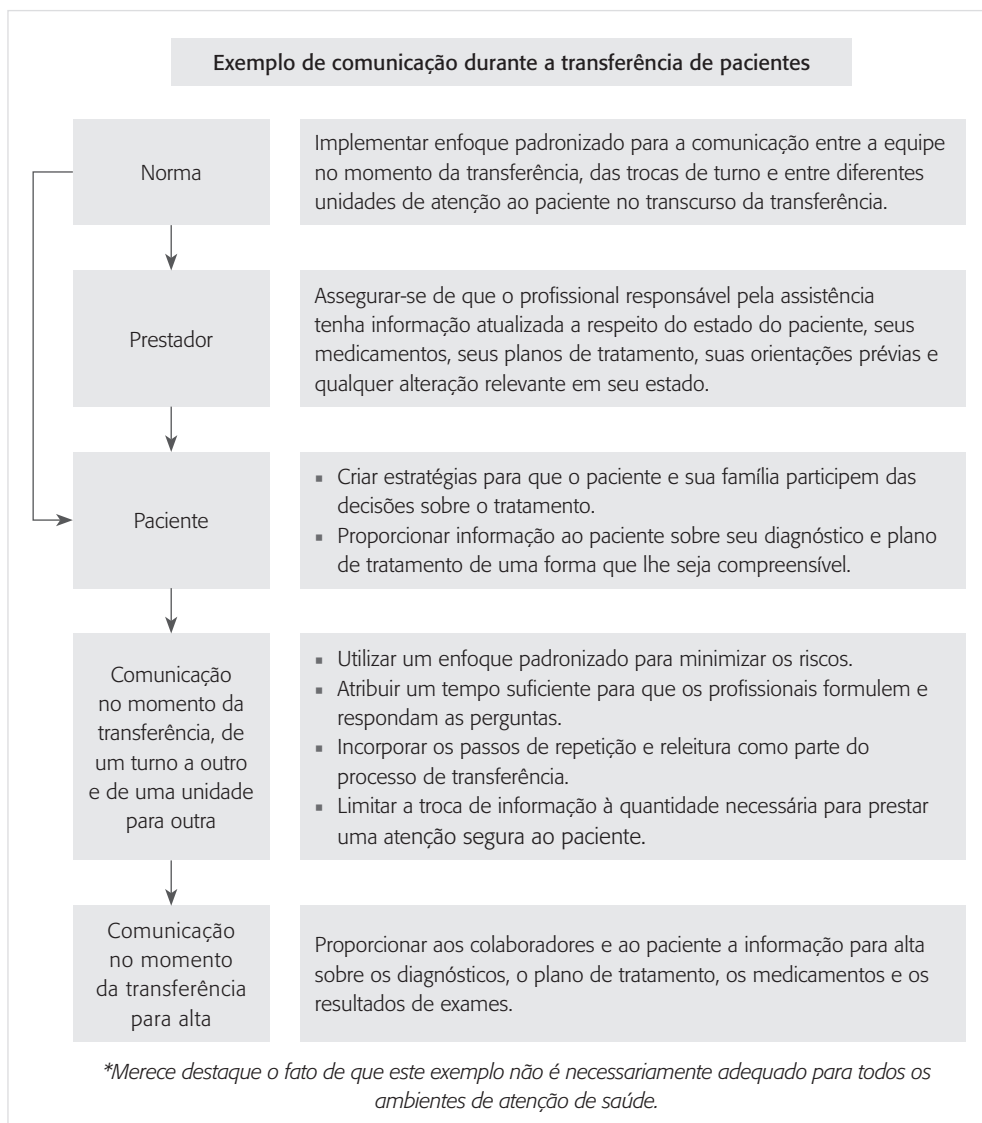 Exemplo de comunicação durante a transferência de pacientes
Norma
Implementar enfoque padronizado para a comunicação entre a equipe
no momento da transferência, das trocas de turno e entre diferentes
unidades de atenção ao paciente no transcurso da transferência.
Prestador
Assegurar-se de que o profissional responsável pela assistência
tenha informação atualizada a respeito do estado do paciente, seus
medicamentos, seus planos de tratamento, suas orientações prévias e
qualquer alteração relevante em seu estado.
Paciente
▪ Criar estratégias para que o paciente e sua família participem das
decisões sobre o tratamento.
▪ Proporcionar informação ao paciente sobre seu diagnóstico e plano
de tratamento de uma forma que lhe seja compreensível.
Comunicação
no momento da
transferência, de
um turno a outro
e de uma unidade
para outra
▪ Utilizar um enfoque padronizado para minimizar os riscos.
▪ Atribuir um tempo suficiente para que os profissionais formulem e
respondam as perguntas.
▪ Incorporar os passos de repetição e releitura como parte do
processo de transferência.
▪ Limitar a troca de informação à quantidade necessária para prestar
uma atenção segura ao paciente.
Comunicação
no momento
da transferência
para alta
Proporcionar aos colaboradores e ao paciente a informação para alta
sobre os diagnósticos, o plano de tratamento, os medicamentos e os
resultados de exames.
*Merece destaque o fato de que este exemplo não é necessariamente adequado para todos os
ambientes de atenção de saúde.